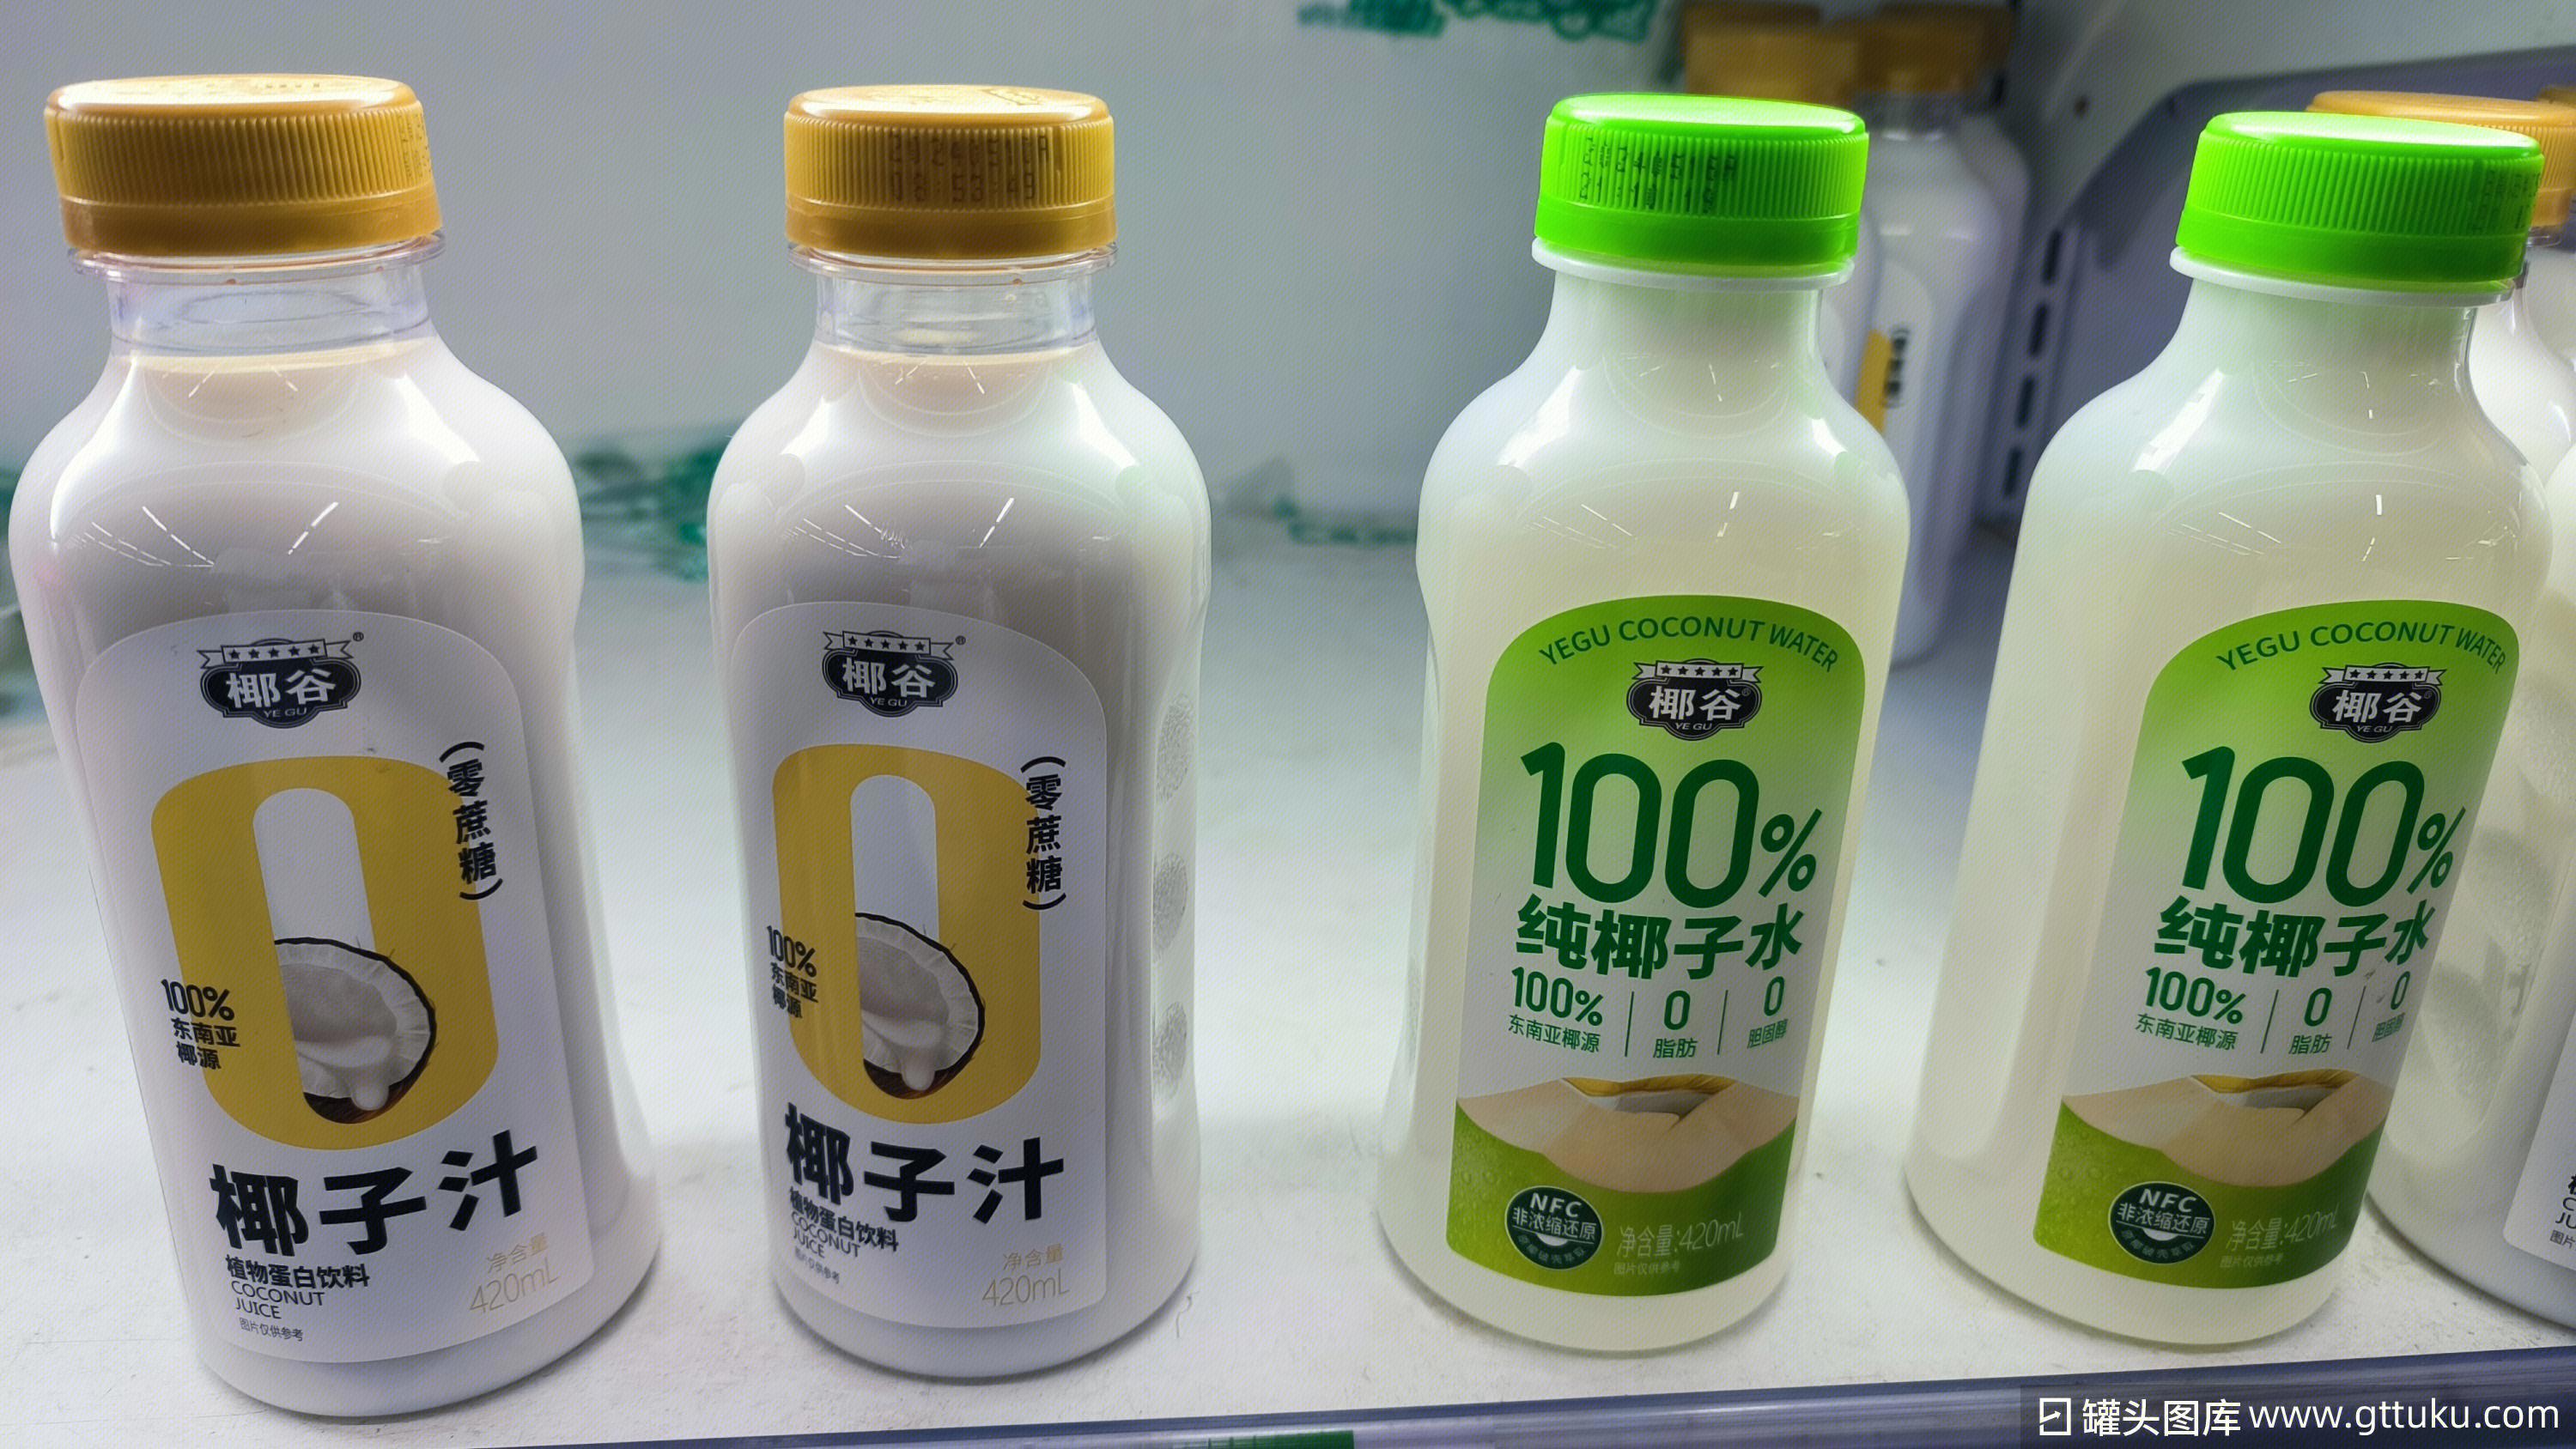 椰谷
YE GU
0
(零蔗糖)
100%
东南亚
椰源
椰子汁
植物蛋白饮料
COCONUT
JUICE
图片仅供参考
净含量
420mL
08:53:49
椰谷
YE GU
0
(零蔗糖)
100%
东南亚
椰源
椰子汁
植物蛋白饮料
COCONUT
JUICE
图片仅供参考
净含量
420mL
YEGU COCONUT WATER
椰谷
YE GU
100%
纯椰子水
100%
东南亚椰源
0
脂肪
0
胆固醇
NFC
非浓缩还原
净含量:420mL
图片仅供参考
YEGU COCONUT WATER
椰谷
YE GU
100%
纯椰子水
100%
东南亚椰源
0
脂肪
0
胆固醇
NFC
非浓缩还原
净含量:420mL
图片仅供参考
罐头图库 www.gttuku.com